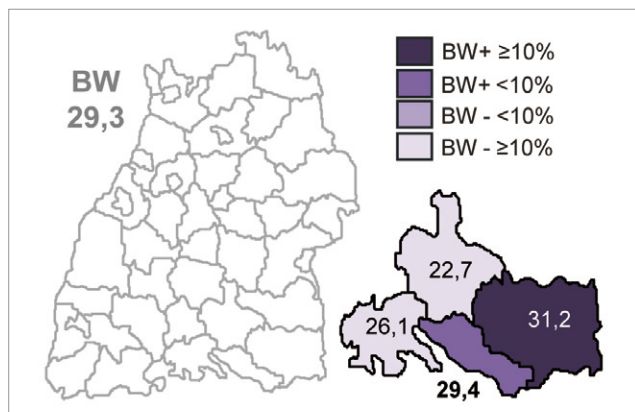 BW
29,3
BW+ ≥10%
BW+ <10%
BW - <10%
BW - ≥10%
22,7
26,1
31,2
29,4